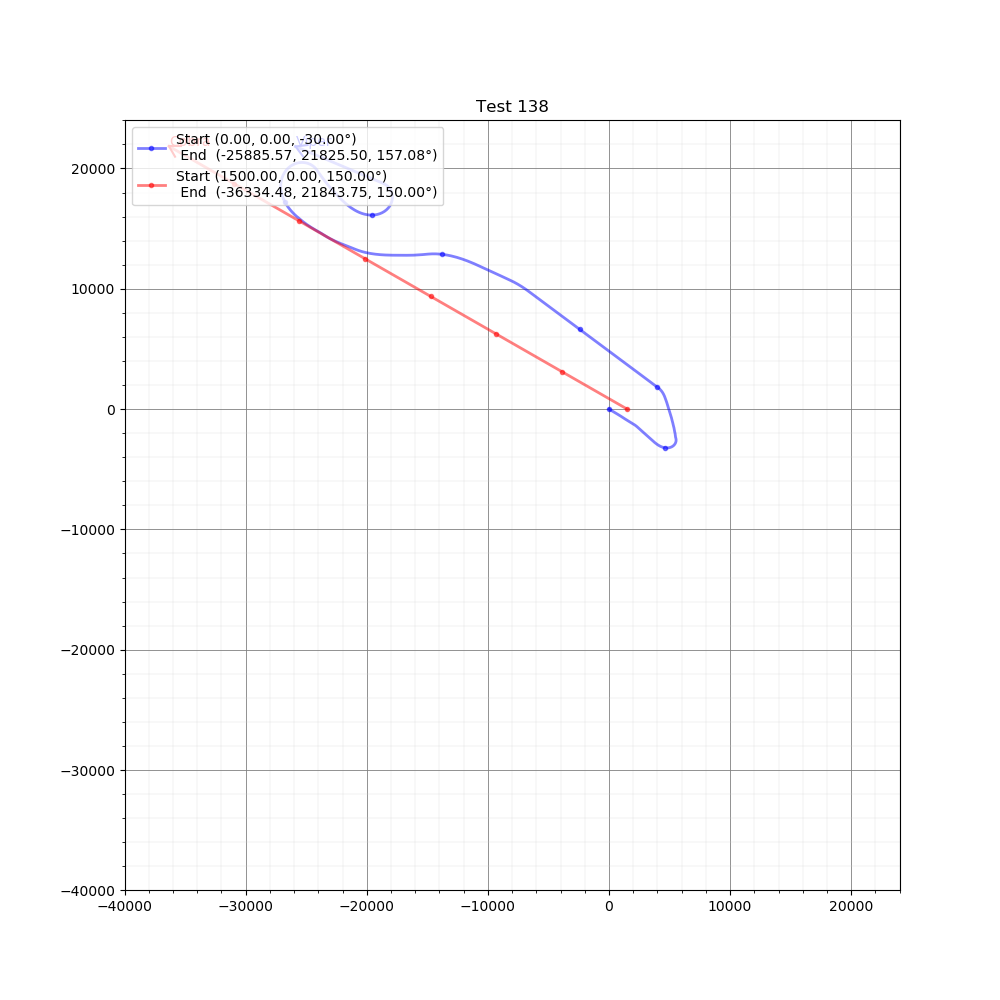 Test 138
Start (0.00, 0.00, -30.00°)
End (-25885.57, 21825.50, 157.08°)
Start (1500.00, 0.00, 150.00°)
End (-36334.48, 21843.75, 150.00°)
20000
10000
0
−10000
−20000
−30000
−40000
−40000 −30000 −20000 −10000 0 10000 20000